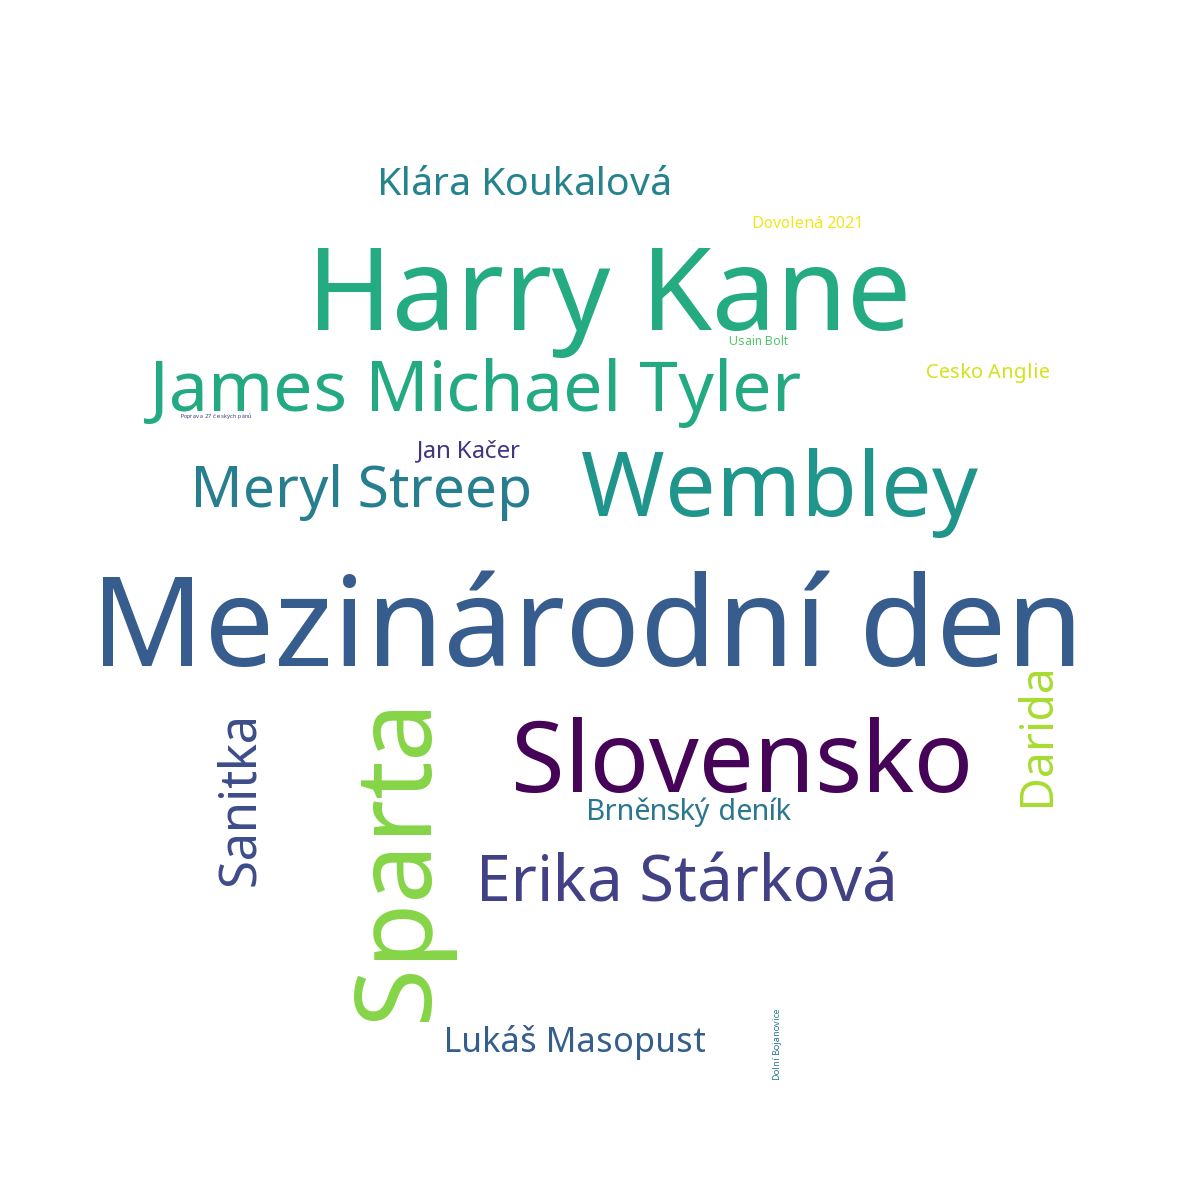 Klára Koukalová
Dovolená 2021
Harry Kane
Usain Bolt
James Michael Tyler
Cesko Anglie
Poprava 27 českých pánů
Jan Kačer
Meryl Streep
Wembley
Mezinárodní den
Darida
Sanitka
Sparta
Slovensko
Brněnský deník
Erika Stárková
Lukáš Masopust
Dolní Bojanovice